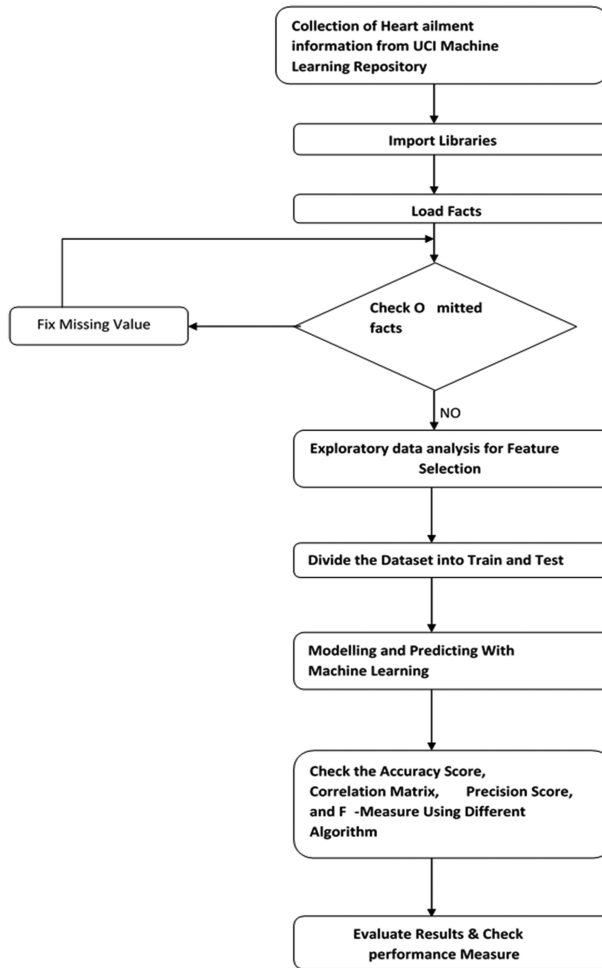 Collection of Heart ailment
information from UCI Machine
Learning Repository
Import Libraries
Load Facts
Check O mitted
facts
Fix Missing Value
NO
Exploratory data analysis for Feature
Selection
Divide the Dataset into Train and Test
Modelling and Predicting With
Machine Learning
Check the Accuracy Score,
Correlation Matrix, Precision Score,
and F -Measure Using Different
Algorithm
Evaluate Results & Check
performance Measure